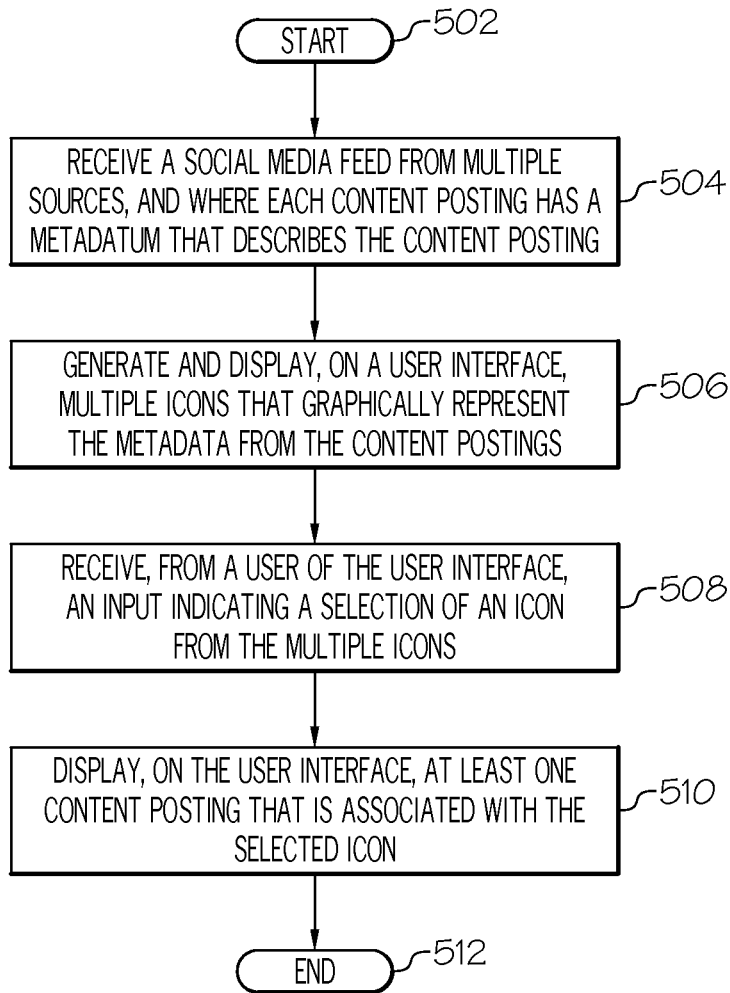 START
502
RECEIVE A SOCIAL MEDIA FEED FROM MULTIPLE
SOURCES, AND WHERE EACH CONTENT POSTING HAS A
METADATUM THAT DESCRIBES THE CONTENT POSTING
504
GENERATE AND DISPLAY, ON A USER INTERFACE,
MULTIPLE ICONS THAT GRAPHICALLY REPRESENT
THE METADATA FROM THE CONTENT POSTINGS
506
RECEIVE, FROM A USER OF THE USER INTERFACE,
AN INPUT INDICATING A SELECTION OF AN ICON
FROM THE MULTIPLE ICONS
508
DISPLAY, ON THE USER INTERFACE, AT LEAST ONE
CONTENT POSTING THAT IS ASSOCIATED WITH THE
SELECTED ICON
510
END
512